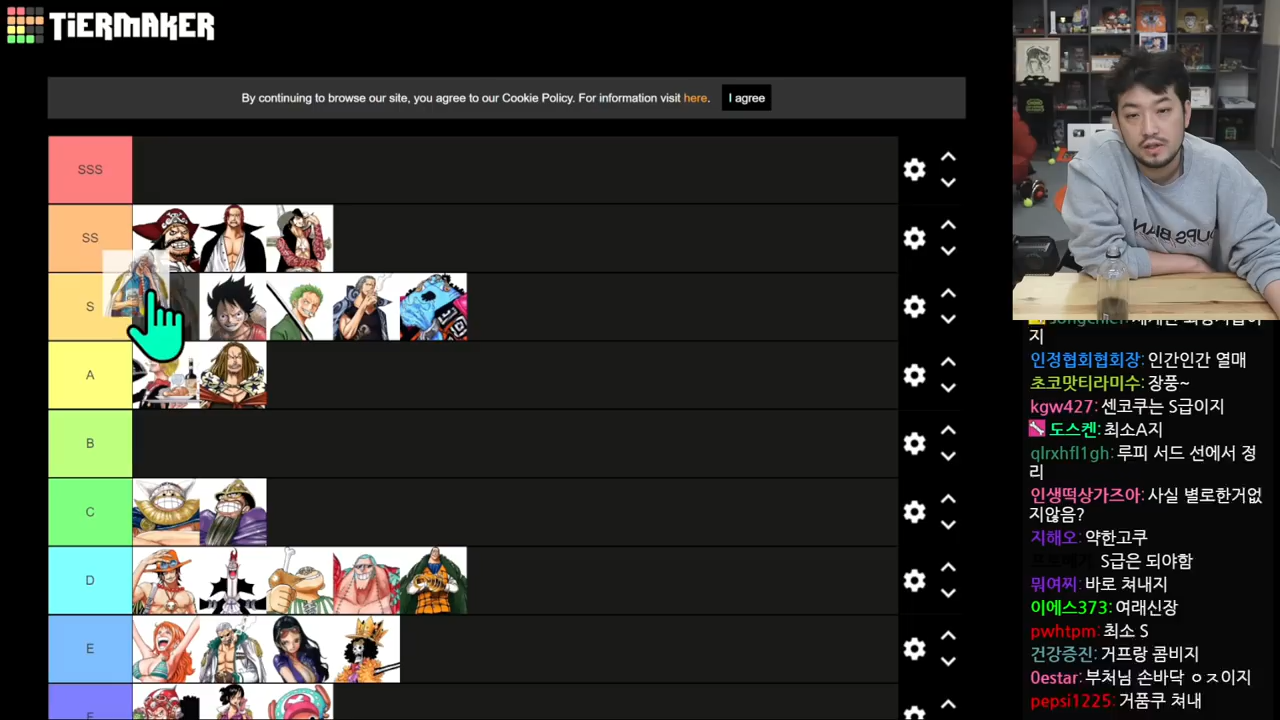 TiERMAKER
By continuing to browse our site, you agree to our Cookie Policy. For information visit here. I agree
SSS
SS
S
A
B
C
D
E
지
인정협회협회장: 인간인간 열매
초코맛티라미수: 장풍~
kgw427: 센코쿠는 S급이지
도스켄: 최소A지
qlrxhfl1gh: 루피 서드 선에서 정
리
인생떡상가즈아: 사실 별로한거없
지않음?
지해오: 약한고쿠
S급은 되야함
뭐여찌: 바로 쳐내지
이에스373: 여래신장
pwhtpm: 최소 S
건강증진: 거프랑 콤비지
0estar: 부처님 손바닥 ㅇㅈ이지
pepsi1225: 거품쿠 쳐내